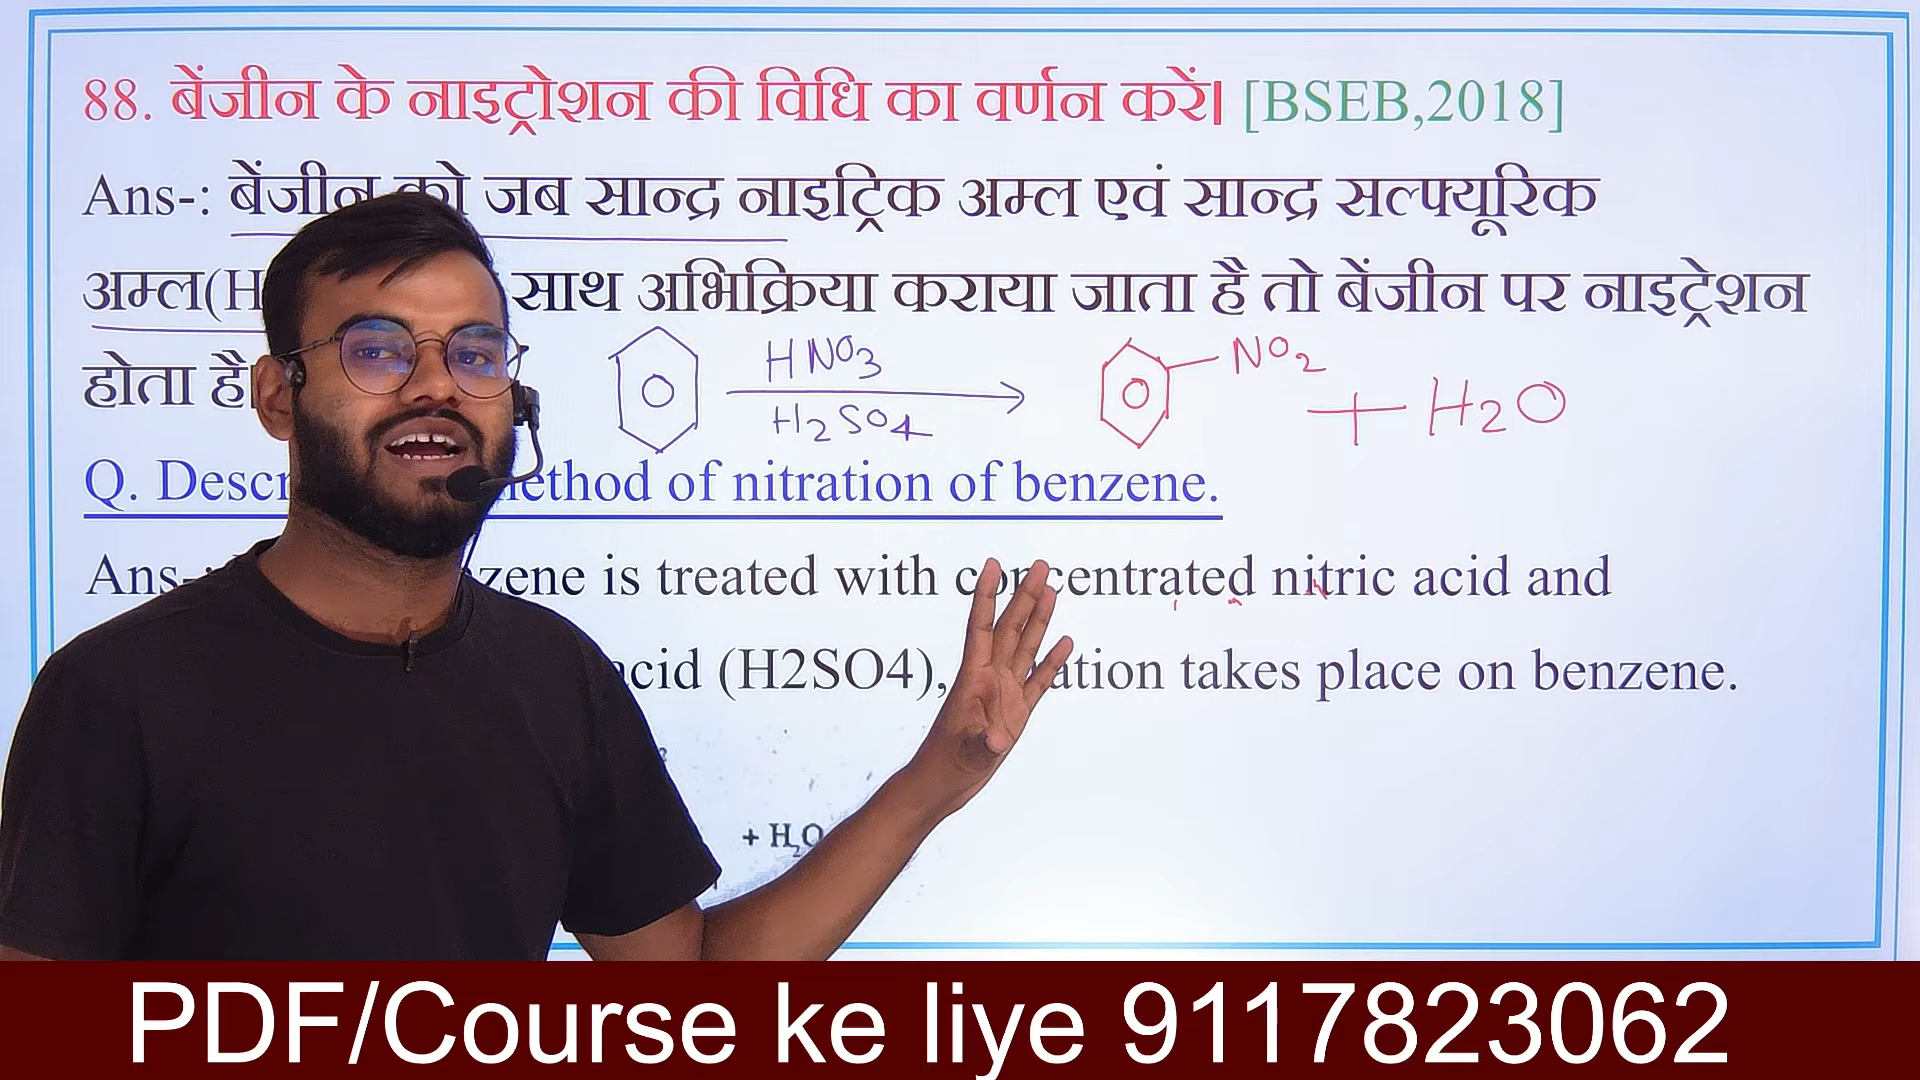 88. बेंजीन के नाइट्रोशन की विधि का वर्णन करें। [BSEB,2018]
Ans-: बेंजीन को जब सान्द्र नाइट्रिक अम्ल एवं सान्द्र सल्फ्यूरिक
अम्ल(H साथ अभिक्रिया कराया जाता है तो बेंजीन पर नाइट्रेशन
होता है।
HNO3
H2SO4
NO2
+ H2O
Q. Descr ethod of nitration of benzene.
Ans- zene is treated with concentrated nitric acid and
acid (H2SO4), ation takes place on benzene.
+ H2O
PDF/Course ke liye 9117823062